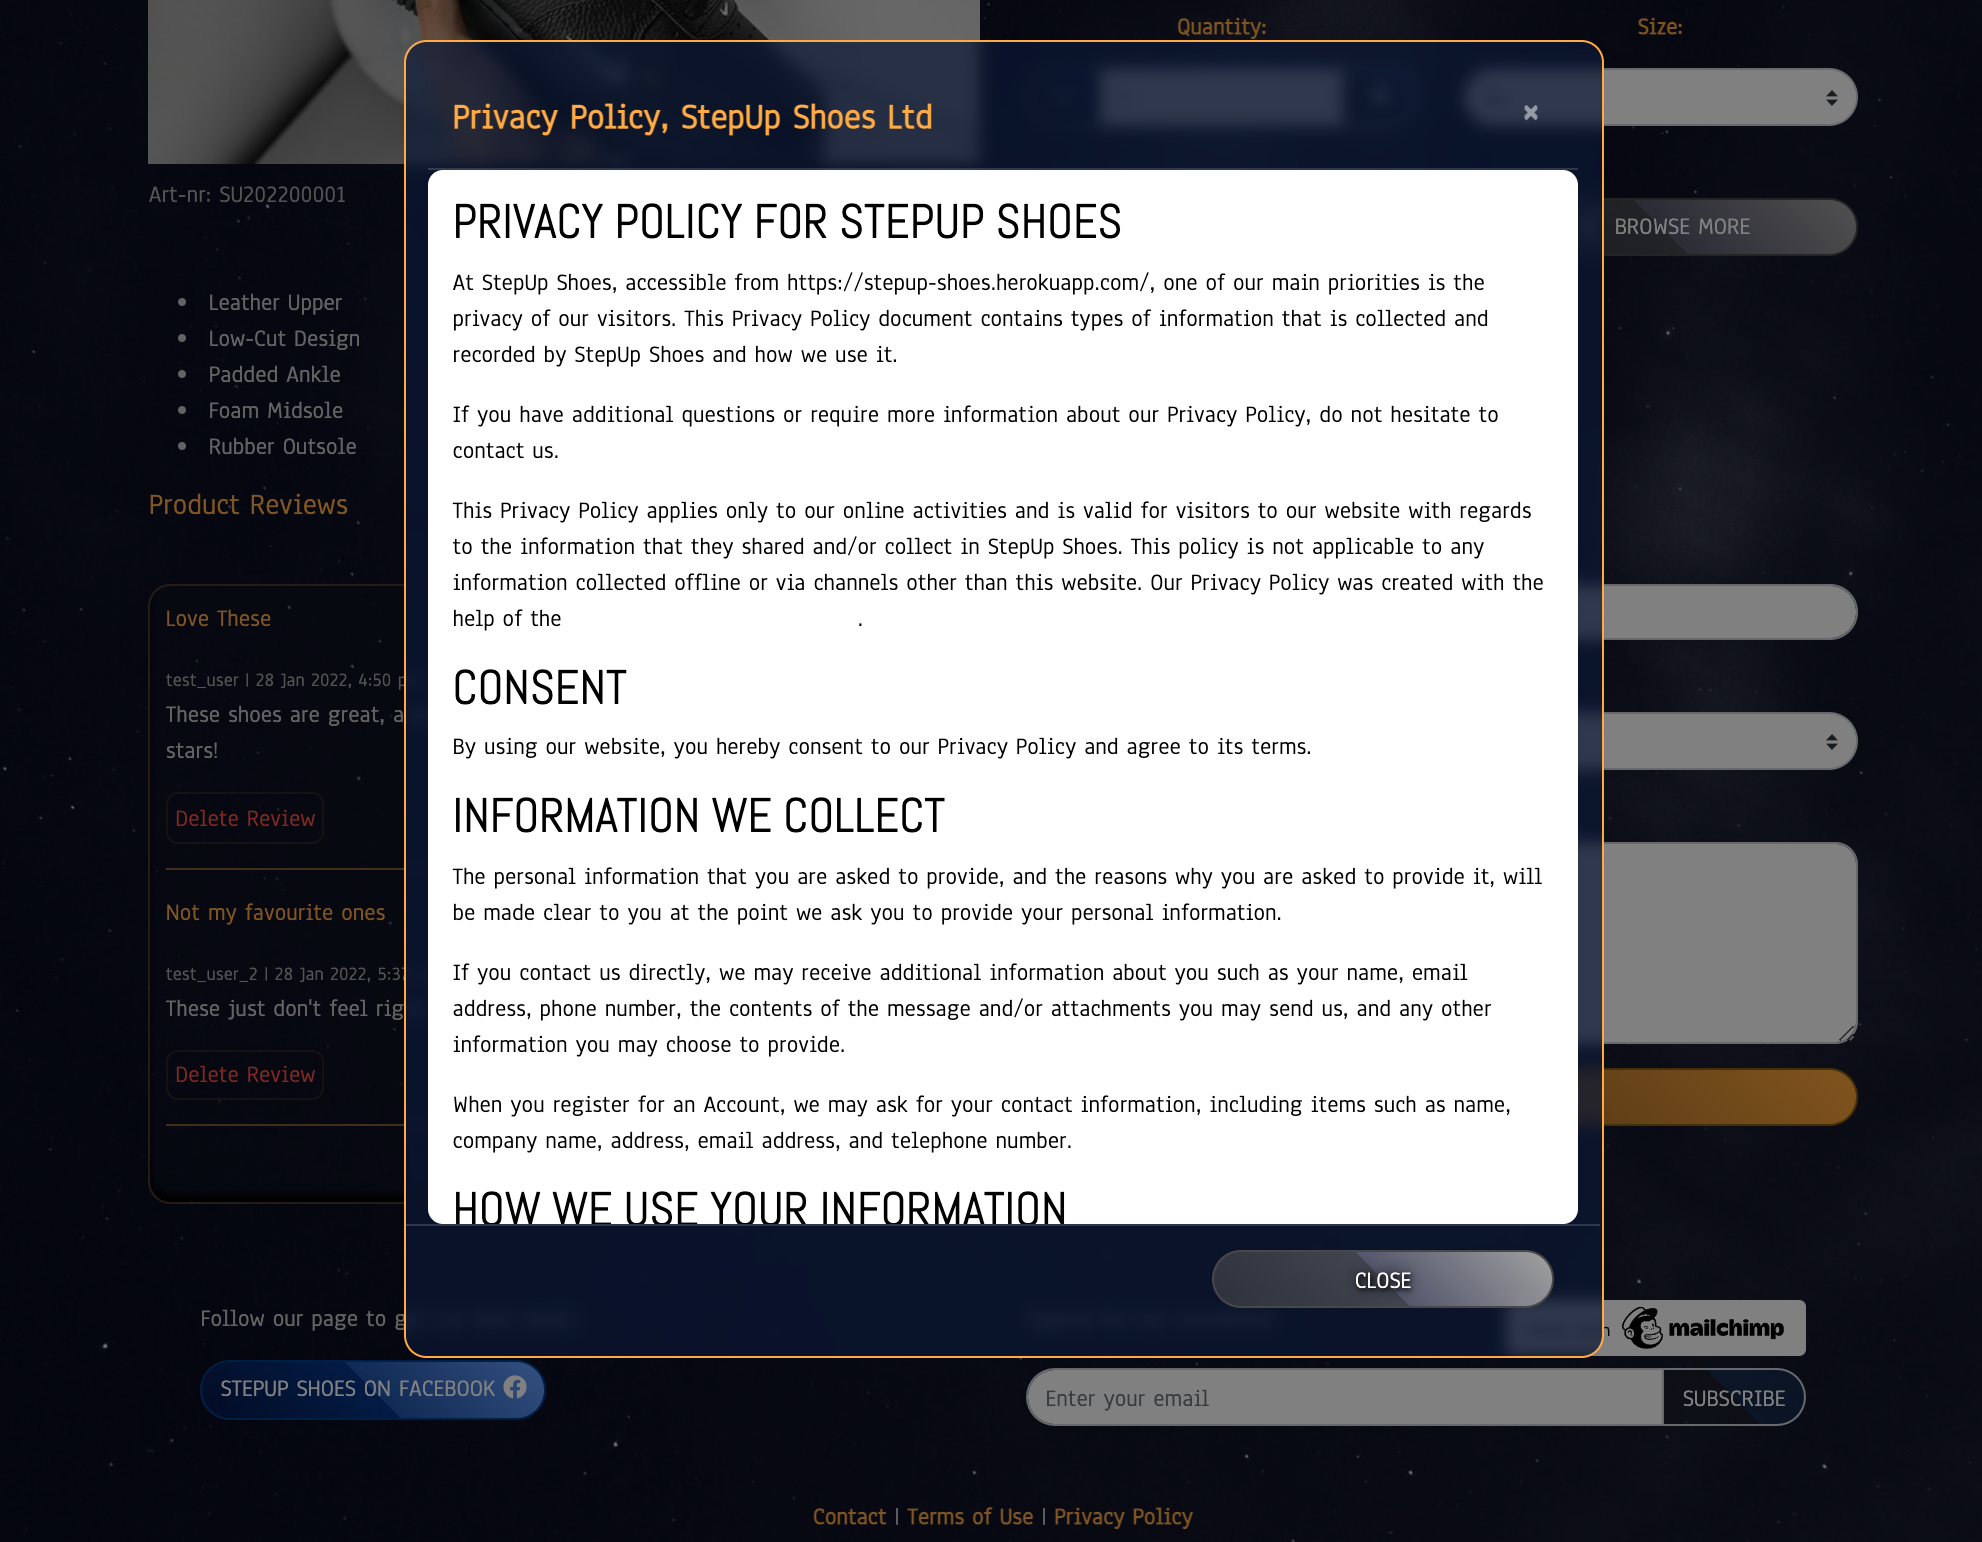 Quantity:
Size:
Privacy Policy, StepUp Shoes Ltd
×
Art-nr: SU202200001
BROWSE MORE
Leather Upper
Low-Cut Design
Padded Ankle
Foam Midsole
Rubber Outsole
Product Reviews
Love These
test_user | 28 Jan 2022, 4:50 p
These shoes are great, a
stars!
Delete Review
Not my favourite ones
test_user_2 | 28 Jan 2022, 5:37
These just don't feel rig
Delete Review
PRIVACY POLICY FOR STEPUP SHOES
At StepUp Shoes, accessible from https://stepup-shoes.herokuapp.com/, one of our main priorities is the
privacy of our visitors. This Privacy Policy document contains types of information that is collected and
recorded by StepUp Shoes and how we use it.
If you have additional questions or require more information about our Privacy Policy, do not hesitate to
contact us.
This Privacy Policy applies only to our online activities and is valid for visitors to our website with regards
to the information that they shared and/or collect in StepUp Shoes. This policy is not applicable to any
information collected offline or via channels other than this website. Our Privacy Policy was created with the
help of the .
CONSENT
By using our website, you hereby consent to our Privacy Policy and agree to its terms.
INFORMATION WE COLLECT
The personal information that you are asked to provide, and the reasons why you are asked to provide it, will
be made clear to you at the point we ask you to provide your personal information.
If you contact us directly, we may receive additional information about you such as your name, email
address, phone number, the contents of the message and/or attachments you may send us, and any other
information you may choose to provide.
When you register for an Account, we may ask for your contact information, including items such as name,
company name, address, email address, and telephone number.
HOW WE USE YOUR INFORMATION
CLOSE
Follow our page to g
STEPUP SHOES ON FACEBOOK
mailchimp
Enter your email
SUBSCRIBE
Contact | Terms of Use | Privacy Policy